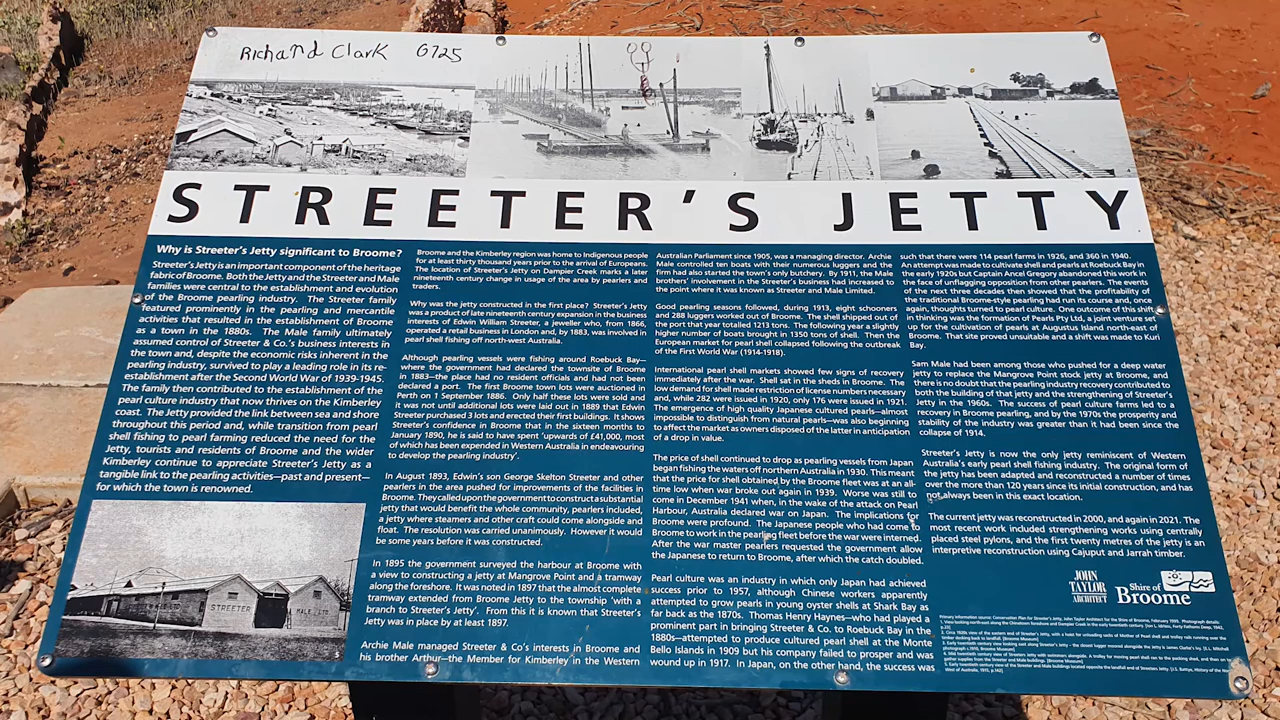 Richard Clark 6725
STREETER'S JETTY
Why is Streeter's Jetty significant to Broome?
Streeter's Jetty is an important component of the heritage
fabric of Broome. Both the Jetty and the Streeter and Male
families were central to the establishment and evolution
of the Broome pearling industry. The Streeter family
featured prominently in the pearling and mercantile
activities that resulted in the establishment of Broome
as a town in the 1880s. The Male family ultimately
assumed control of Streeter & Co.'s business interests in
the town and, despite the economic risks inherent in the
pearling industry, survived to play a leading role in its re-
establishment after the Second World War of 1939-1945.
The family then contributed to the establishment of the
pearl culture industry that now thrives on the Kimberley
coast. The Jetty provided the link between sea and shore
throughout this period and, while transition from pearl
shell fishing to pearl farming reduced the need for the
Jetty, tourists and residents of Broome and the wider
Kimberley continue to appreciate Streeter's Jetty as a
tangible link to the pearling activities—past and present—
for which the town is renowned.
STREETER
MALE LTD
Broome and the Kimberley region was home to Indigenous people
for at least thirty thousand years prior to the arrival of Europeans.
The location of Streeter's Jetty on Dampier Creek marks a later
nineteenth century change in usage of the area by pearlers and
traders.
Why was the jetty constructed in the first place? Streeter's Jetty
was a product of late nineteenth century expansion in the business
interests of Edwin William Streeter, a jeweller who, from 1866,
operated a retail business in London and, by 1883, was involved in
pearl shell fishing off north-west Australia.
Although pearling vessels were fishing around Roebuck Bay—
where the government had declared the townsite of Broome
in 1883—the place had no resident officials and had not been
declared a port. The first Broome town lots were auctioned in
Perth on 1 September 1886. Only half these lots were sold and
it was not until additional lots were laid out in 1889 that Edwin
Streeter purchased 3 lots and erected their first buildings. It shows
Streeter's confidence in Broome that in the sixteen months to
January 1890, he is said to have spent 'upwards of £41,000, most
of which has been expended in Western Australia in endeavouring
to develop the pearling industry'.
In August 1893, Edwin's son George Skelton Streeter and other
pearlers in the area pushed for improvements of the facilities in
Broome. They called upon the government to construct a substantial
jetty that would benefit the whole community, pearlers included,
a jetty where steamers and other craft could come alongside and
float. The resolution was carried unanimously. However it would
be some years before it was constructed.
In 1895 the government surveyed the harbour at Broome with
a view to constructing a jetty at Mangrove Point and a tramway
along the foreshore. It was noted in 1897 that the almost complete
tramway extended from Broome Jetty to the township 'with a
branch to Streeter's Jetty'. From this it is known that Streeter's
Jetty was in place by at least 1897.
Archie Male managed Streeter & Co's interests in Broome and
his brother Arthur—the Member for Kimberley in the Western
Australian Parliament since 1905, was a managing director. Archie
Male controlled ten boats with their numerous luggers and the
firm had also started the town's only butchery. By 1911, the Male
brothers' involvement in the Streeter's business had increased to
the point where it was known as Streeter and Male Limited.
Good pearling seasons followed, during 1913, eight schooners
and 288 luggers worked out of Broome. The shell shipped out of
the port that year totalled 1213 tons. The following year a slightly
higher number of boats brought in 1350 tons of shell. Then the
European market for pearl shell collapsed following the outbreak
of the First World War (1914-1918).
International pearl shell markets showed few signs of recovery
immediately after the war. Shell sat in the sheds in Broome. The
low demand for shell made restriction of license numbers necessary
and, while 282 were issued in 1920, only 176 were issued in 1921.
The emergence of high quality Japanese cultured pearls—almost
impossible to distinguish from natural pearls—was also beginning
to affect the market as owners disposed of the latter in anticipation
of a drop in value.
The price of shell continued to drop as pearling vessels from Japan
began fishing the waters off northern Australia in 1930. This meant
that the price for shell obtained by the Broome fleet was at an all-
time low when war broke out again in 1939. Worse was still to
come in December 1941 when, in the wake of the attack on Pearl
Harbour, Australia declared war on Japan. The implications for
Broome were profound. The Japanese people who had come to
Broome to work in the pearling fleet before the war were interned.
After the war master pearlers requested the government allow
the Japanese to return to Broome, after which the catch doubled.
Pearl culture was an industry in which only Japan had achieved
success prior to 1957, although Chinese workers apparently
attempted to grow pearls in young oyster shells at Shark Bay as
far back as the 1870s. Thomas Henry Haynes—who had played a
prominent part in bringing Streeter & Co. to Roebuck Bay in the
1880s—attempted to produce cultured pearl shell at the Monte
Bello Islands in 1909 but his company failed to prosper and was
wound up in 1917. In Japan, on the other hand, the success was
such that there were 114 pearl farms in 1926, and 360 in 1940.
An attempt was made to cultivate shell and pearls at Roebuck Bay in
the early 1920s but Captain Ancel Gregory abandoned this work in
the face of unflagging opposition from other pearlers. The events
of the next three decades then showed that the profitability of
the traditional Broome-style pearling had run its course and, once
again, thoughts turned to pearl culture. One outcome of this shift
in thinking was the formation of Pearls Pty Ltd, a joint venture set
up for the cultivation of pearls at Augustus Island north-east of
Broome. That site proved unsuitable and a shift was made to Kuri
Bay.
Sam Male had been among those who pushed for a deep water
jetty to replace the Mangrove Point stock jetty at Broome, and
there is no doubt that the pearling industry recovery contributed to
both the building of that jetty and the strengthening of Streeter's
Jetty in the 1960s. The success of pearl culture farms led to a
recovery in Broome pearling, and by the 1970s the prosperity and
stability of the industry was greater than it had been since the
collapse of 1914.
Streeter's Jetty is now the only jetty reminiscent of Western
Australia's early pearl shell fishing industry. The original form of
the jetty has been adapted and reconstructed a number of times
over the more than 120 years since its initial construction, and has
not always been in this exact location.
The current jetty was reconstructed in 2000, and again in 2021. The
most recent work included strengthening works using centrally
placed steel pylons, and the first twenty metres of the jetty is an
interpretive reconstruction using Cajuput and Jarrah timber.
JOHN
TAYLOR
ARCHITECT
Shire of
Broome